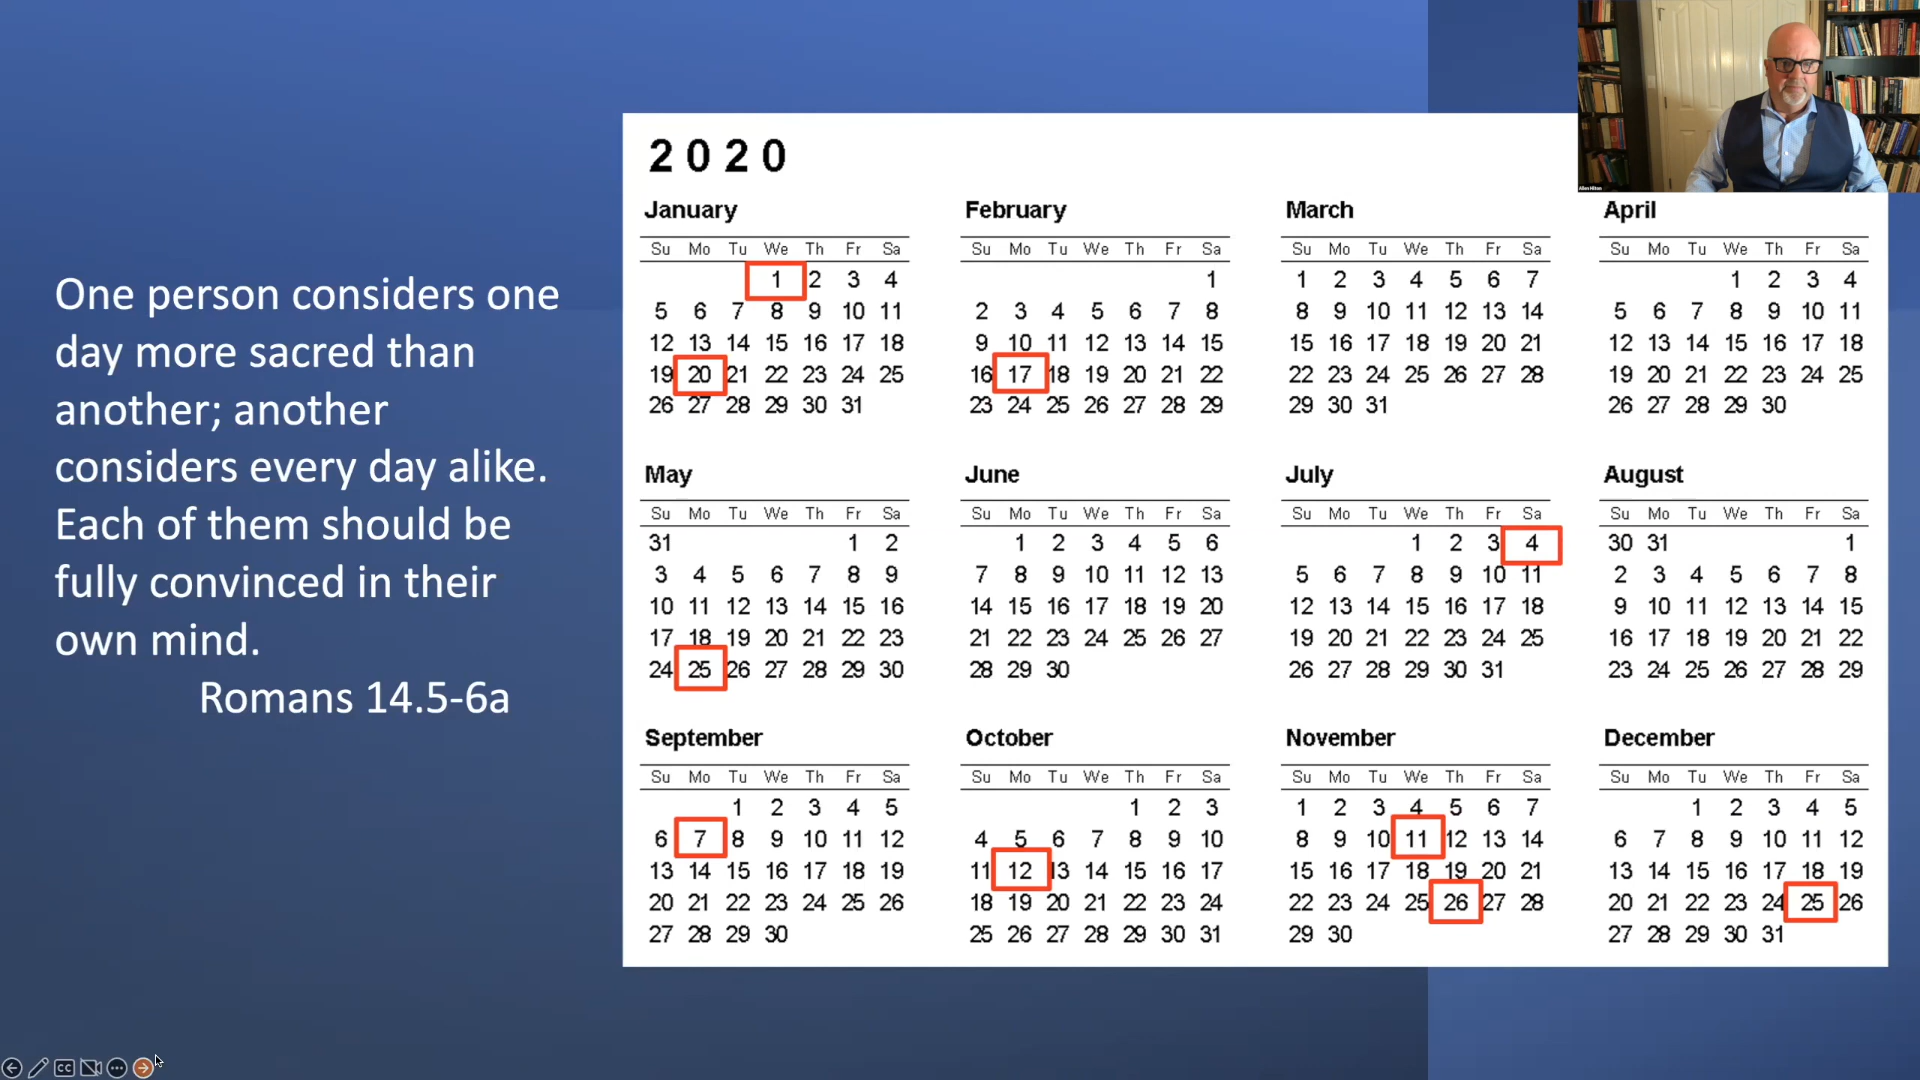 One person considers one
day more sacred than
another; another
considers every day alike.
Each of them should be
fully convinced in their
own mind.
Romans 14.5-6a
2020
January
Su Mo Tu We Th Fr Sa
1 2 3 4
5 6 7 8 9 10 11
12 13 14 15 16 17 18
19 20 21 22 23 24 25
26 27 28 29 30 31
February
Su Mo Tu We Th Fr Sa
1
2 3 4 5 6 7 8
9 10 11 12 13 14 15
16 17 18 19 20 21 22
23 24 25 26 27 28 29
March
Su Mo Tu We Th Fr Sa
1 2 3 4 5 6 7
8 9 10 11 12 13 14
15 16 17 18 19 20 21
22 23 24 25 26 27 28
29 30 31
April
Su Mo Tu We Th Fr Sa
1 2 3 4
5 6 7 8 9 10 11
12 13 14 15 16 17 18
19 20 21 22 23 24 25
26 27 28 29 30
May
Su Mo Tu We Th Fr Sa
31 1 2
3 4 5 6 7 8 9
10 11 12 13 14 15 16
17 18 19 20 21 22 23
24 25 26 27 28 29 30
June
Su Mo Tu We Th Fr Sa
1 2 3 4 5 6
7 8 9 10 11 12 13
14 15 16 17 18 19 20
21 22 23 24 25 26 27
28 29 30
July
Su Mo Tu We Th Fr Sa
1 2 3 4
5 6 7 8 9 10 11
12 13 14 15 16 17 18
19 20 21 22 23 24 25
26 27 28 29 30 31
August
Su Mo Tu We Th Fr Sa
30 31 1
2 3 4 5 6 7 8
9 10 11 12 13 14 15
16 17 18 19 20 21 22
23 24 25 26 27 28 29
September
Su Mo Tu We Th Fr Sa
1 2 3 4 5
6 7 8 9 10 11 12
13 14 15 16 17 18 19
20 21 22 23 24 25 26
27 28 29 30
October
Su Mo Tu We Th Fr Sa
1 2 3
4 5 6 7 8 9 10
11 12 13 14 15 16 17
18 19 20 21 22 23 24
25 26 27 28 29 30 31
November
Su Mo Tu We Th Fr Sa
1 2 3 4 5 6 7
8 9 10 11 12 13 14
15 16 17 18 19 20 21
22 23 24 25 26 27 28
29 30
December
Su Mo Tu We Th Fr Sa
1 2 3 4 5
6 7 8 9 10 11 12
13 14 15 16 17 18 19
20 21 22 23 24 25 26
27 28 29 30 31
Allen Hilton
CC